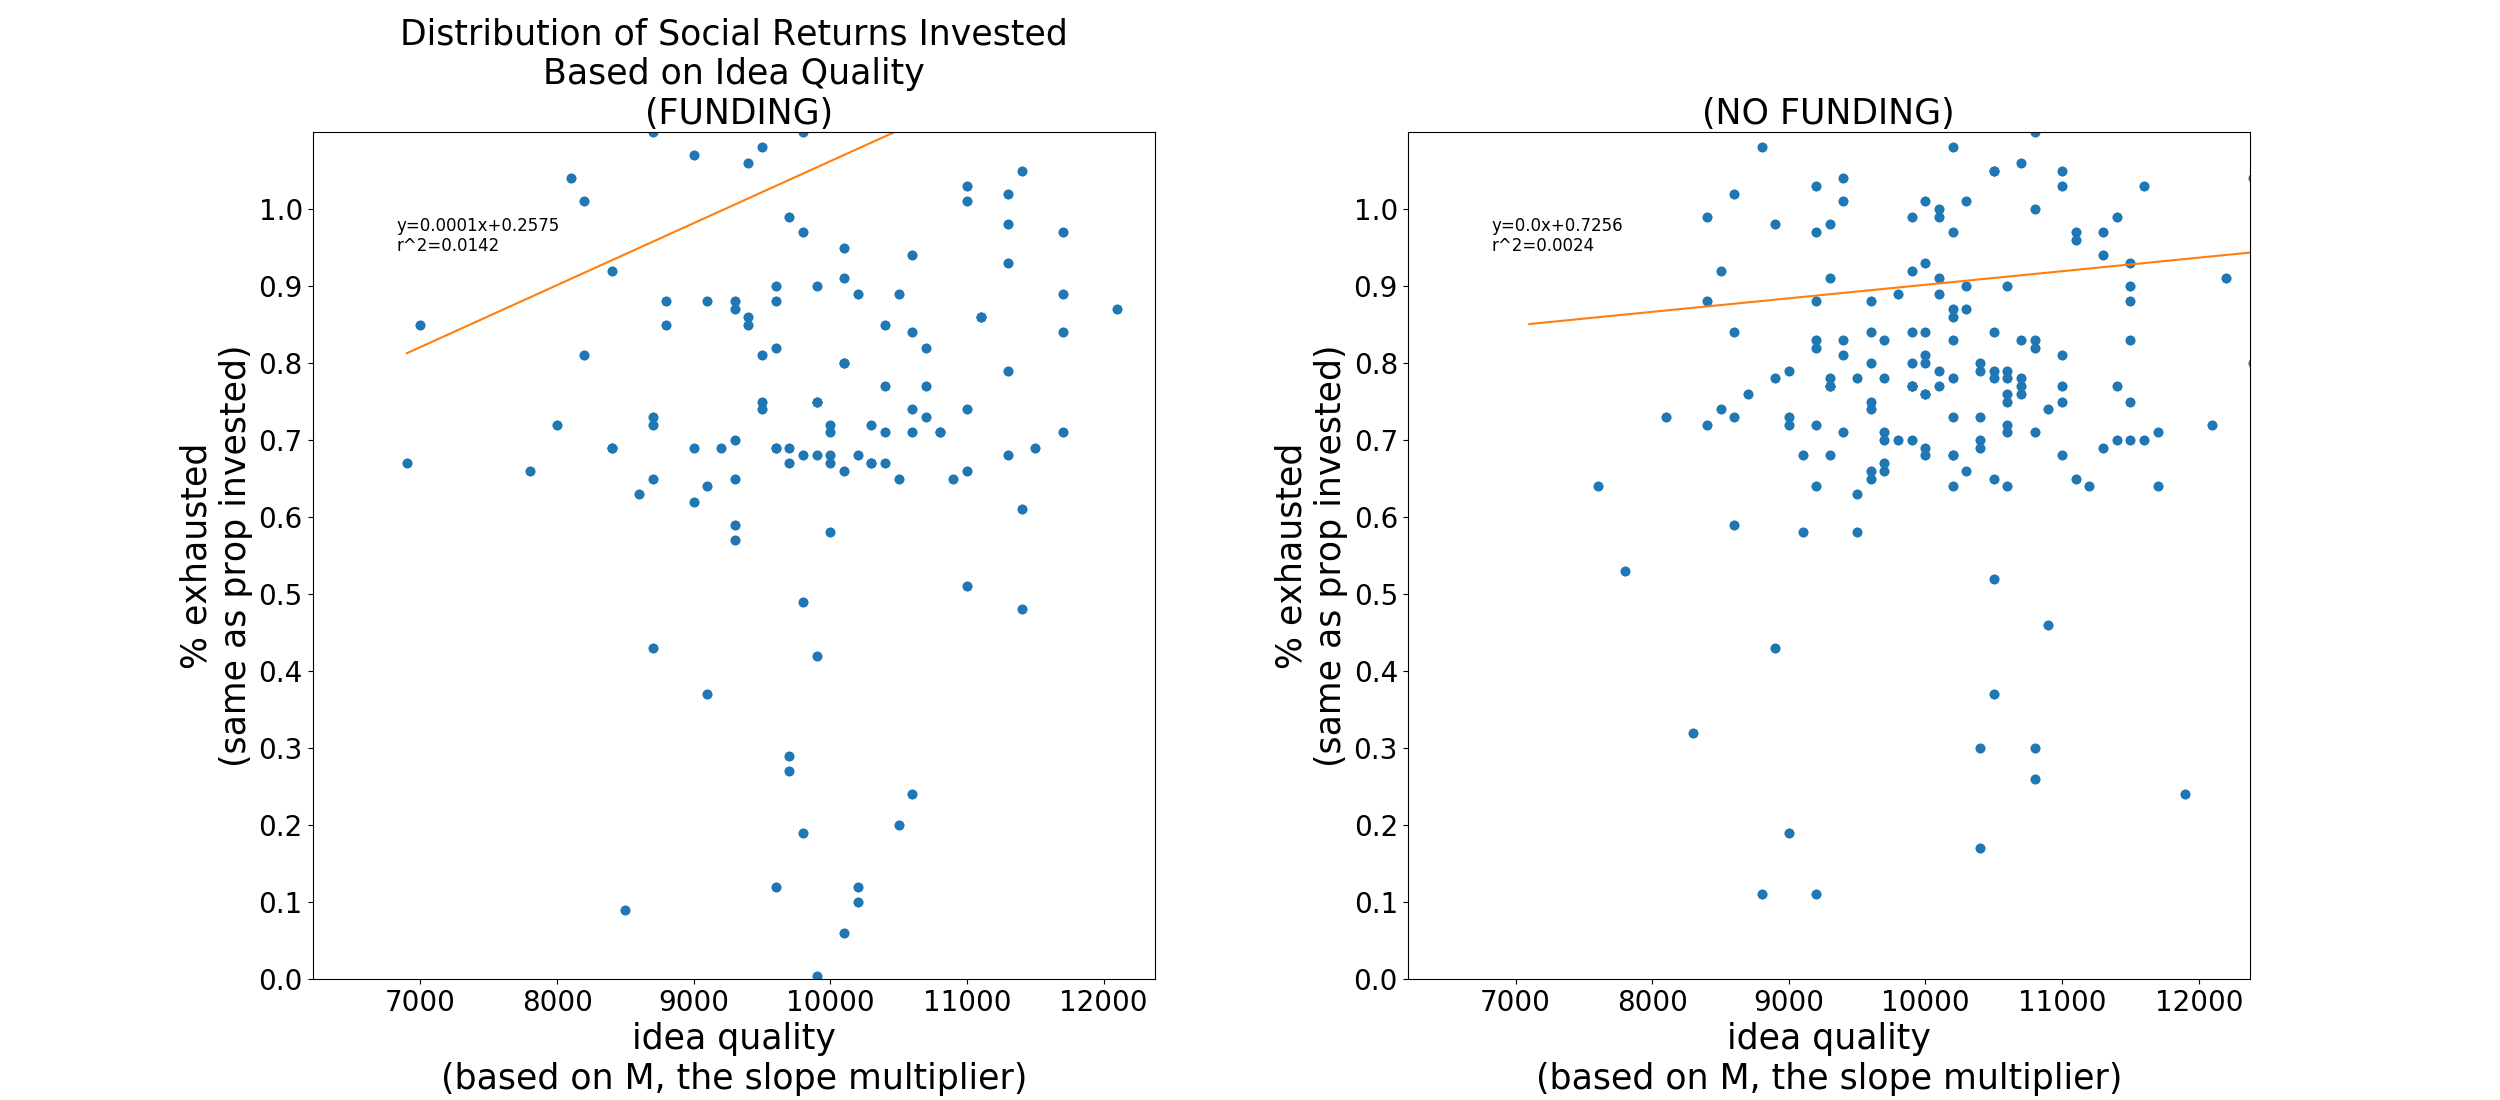 Distribution of Social Returns Invested
Based on Idea Quality
(FUNDING)
y=0.0001x+0.2575
r^2=0.0142
% exhausted
(same as prop invested)
1.0
0.9
0.8
0.7
0.6
0.5
0.4
0.3
0.2
0.1
0.0
7000 8000 9000 10000 11000 12000
idea quality
(based on M, the slope multiplier)
(NO FUNDING)
y=0.0x+0.7256
r^2=0.0024
% exhausted
(same as prop invested)
1.0
0.9
0.8
0.7
0.6
0.5
0.4
0.3
0.2
0.1
0.0
7000 8000 9000 10000 11000 12000
idea quality
(based on M, the slope multiplier)